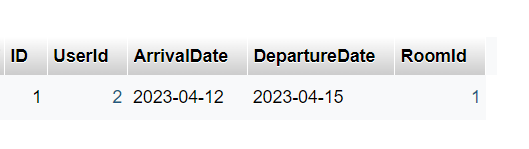 ID UserId ArrivalDate DepartureDate RoomId
1 2 2023-04-12 2023-04-15 1